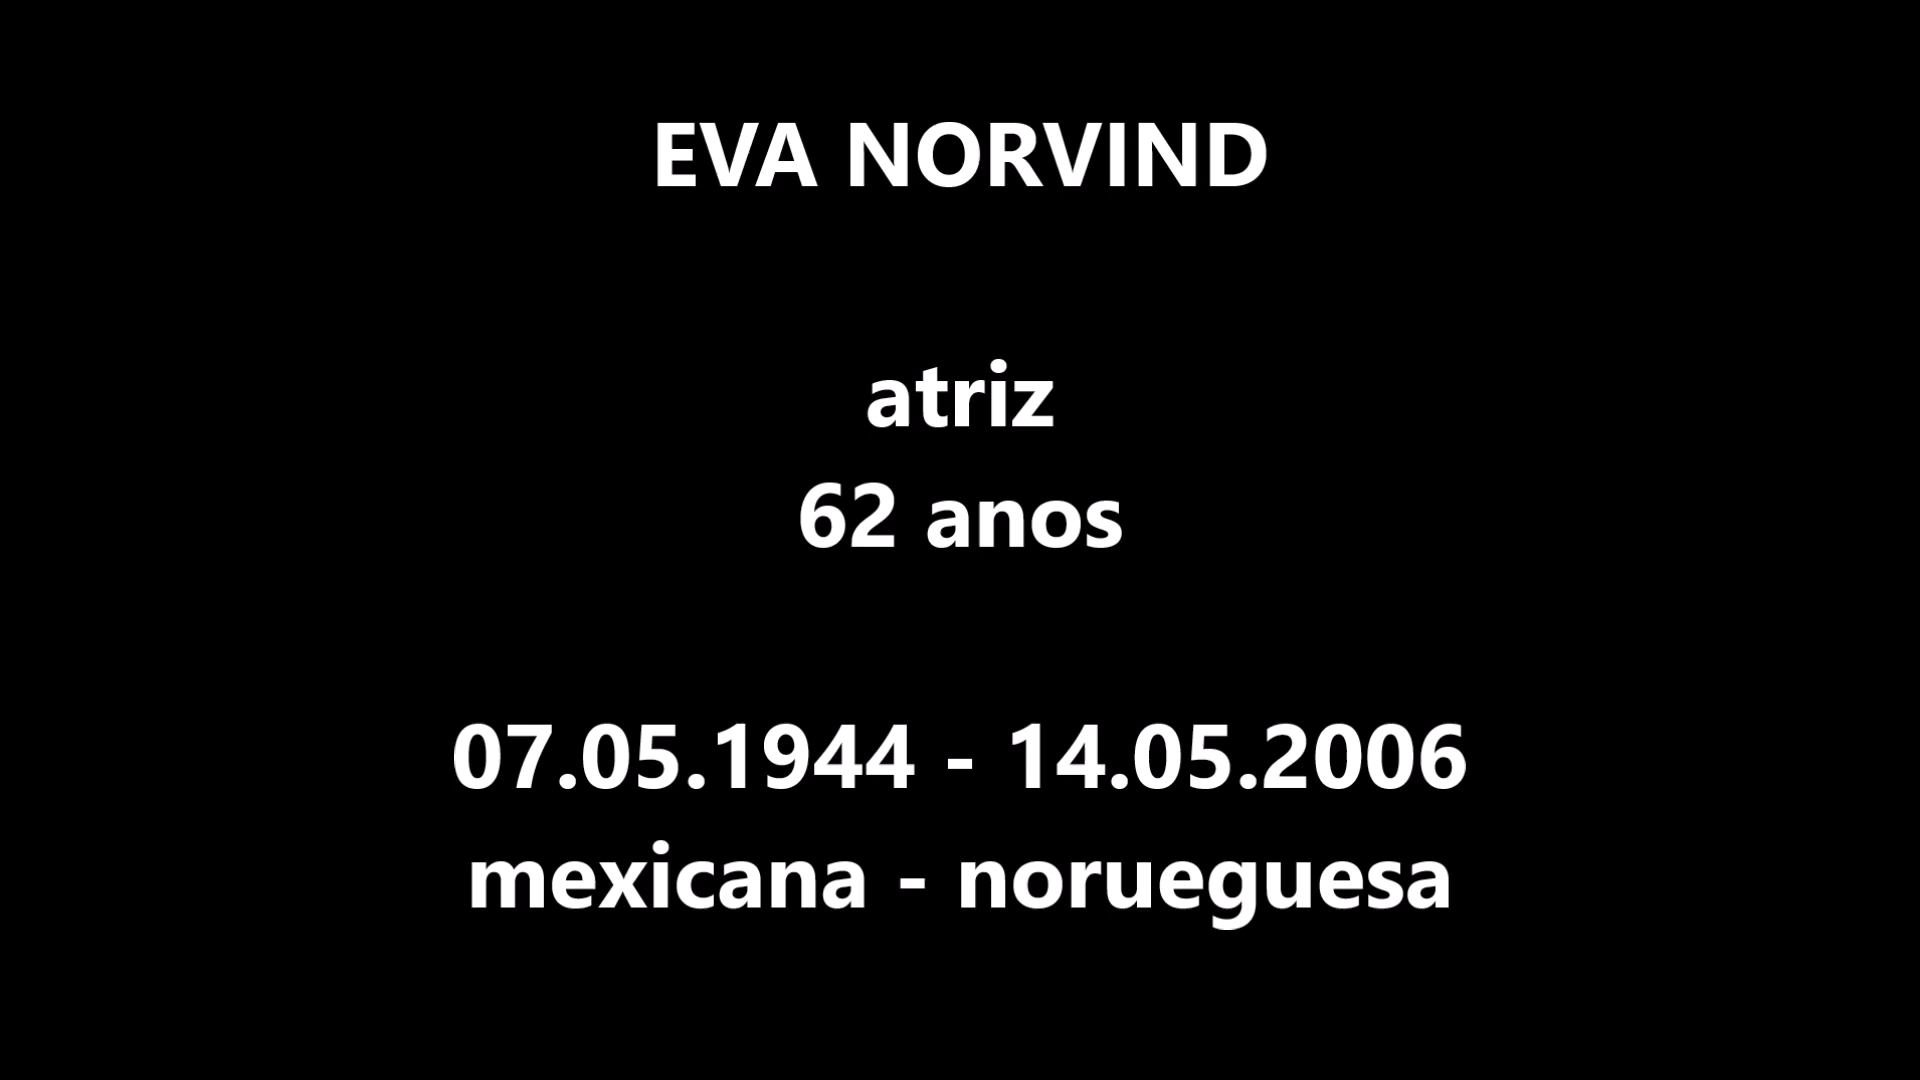 EVA NORVIND
atriz
62 anos
07.05.1944 - 14.05.2006
mexicana - norueguesa